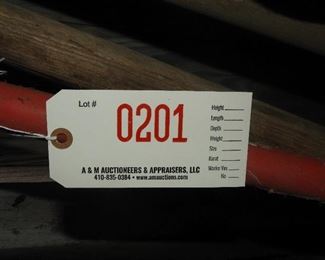 Lot #
0201
Height
Length
Depth
Weight
Size
Karat
Works Yes
No
A & M AUCTIONEERS & APPRAISERS, LLC
410-835-0384 • www.amauctions.com